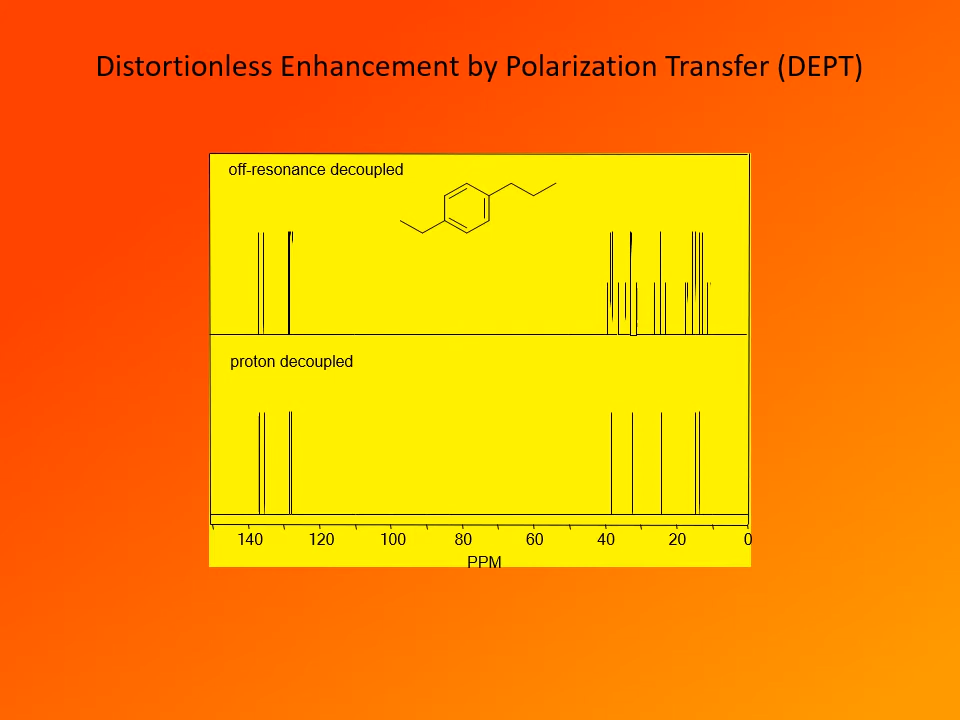 Distortionless Enhancement by Polarization Transfer (DEPT)
off-resonance decoupled
proton decoupled
140 120 100 80 60 40 20 0
PPM